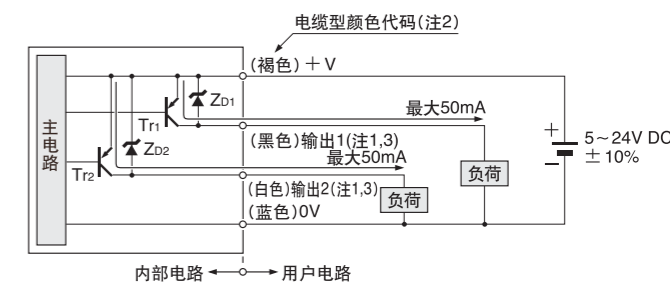 电缆型颜色代码(注2)
(褐色)＋V
ZD1
最大50mA
Tr1
(黑色)输出1(注1,3)
最大50mA
主电路
ZD2
Tr2
＋
－
5～24V DC
±10%
负荷
(白色)输出2(注1,3)
负荷
(蓝色)0V
内部电路
用户电路